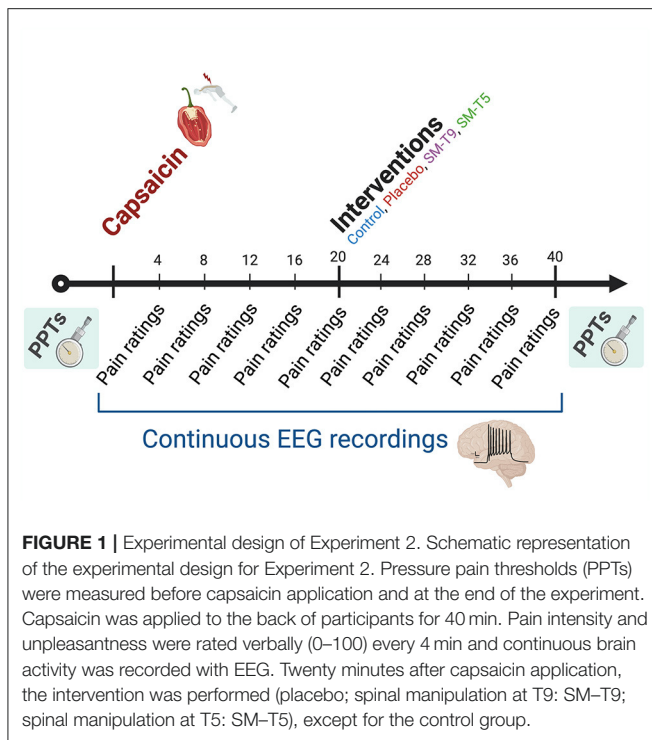 Capsaicin
Interventions
Control, Placebo, SM-T9, SM-T5
4 8 12 16 20 24 28 32 36 40
PPTs
Pain ratings
Pain ratings
Pain ratings
Pain ratings
Pain ratings
Pain ratings
Pain ratings
Pain ratings
Pain ratings
Pain ratings
PPTs
Continuous EEG recordings
FIGURE 1 | Experimental design of Experiment 2. Schematic representation
of the experimental design for Experiment 2. Pressure pain thresholds (PPTs)
were measured before capsaicin application and at the end of the experiment.
Capsaicin was applied to the back of participants for 40 min. Pain intensity and
unpleasantness were rated verbally (0–100) every 4 min and continuous brain
activity was recorded with EEG. Twenty minutes after capsaicin application,
the intervention was performed (placebo; spinal manipulation at T9: SM–T9;
spinal manipulation at T5: SM–T5), except for the control group.